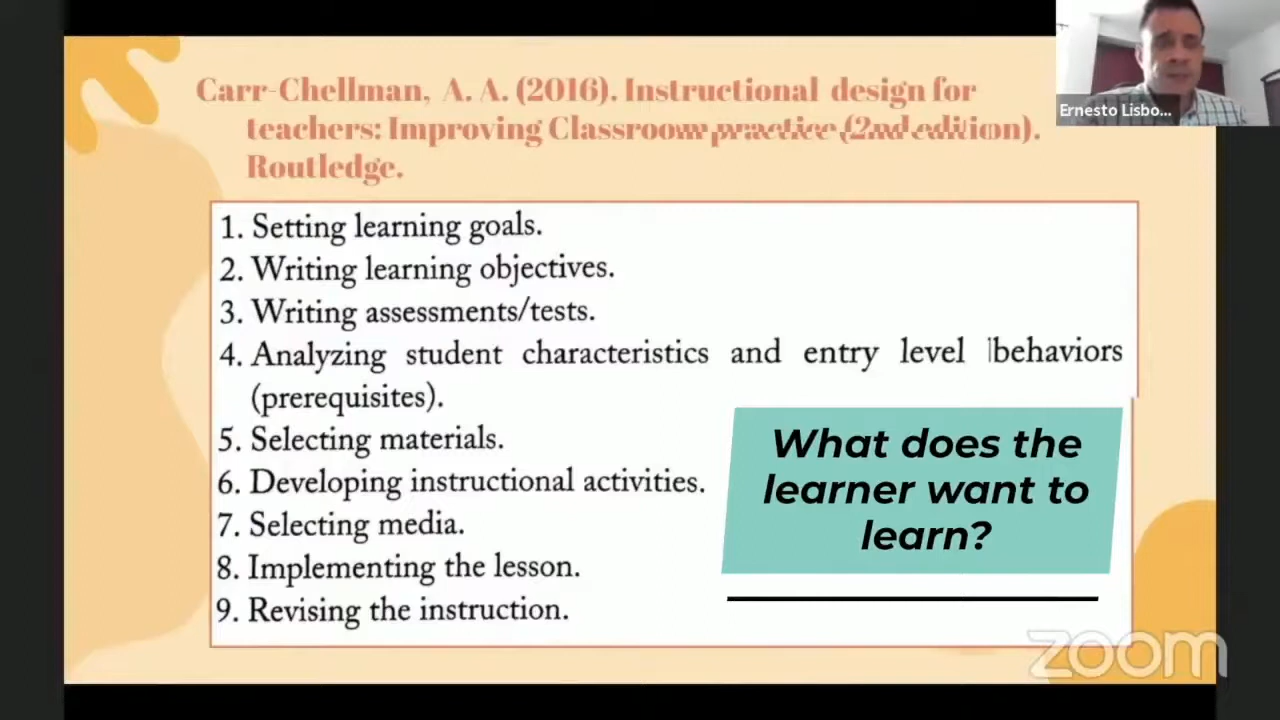 Carr-Chellman, A. A. (2016). Instructional design for
teachers: Improving Classroom practice (2nd edition).
Routledge.
Ernesto Lisbo...
1. Setting learning goals.
2. Writing learning objectives.
3. Writing assessments/tests.
4. Analyzing student characteristics and entry level behaviors
(prerequisites).
5. Selecting materials.
6. Developing instructional activities.
7. Selecting media.
8. Implementing the lesson.
9. Revising the instruction.
What does the
learner want to
learn?
zoom